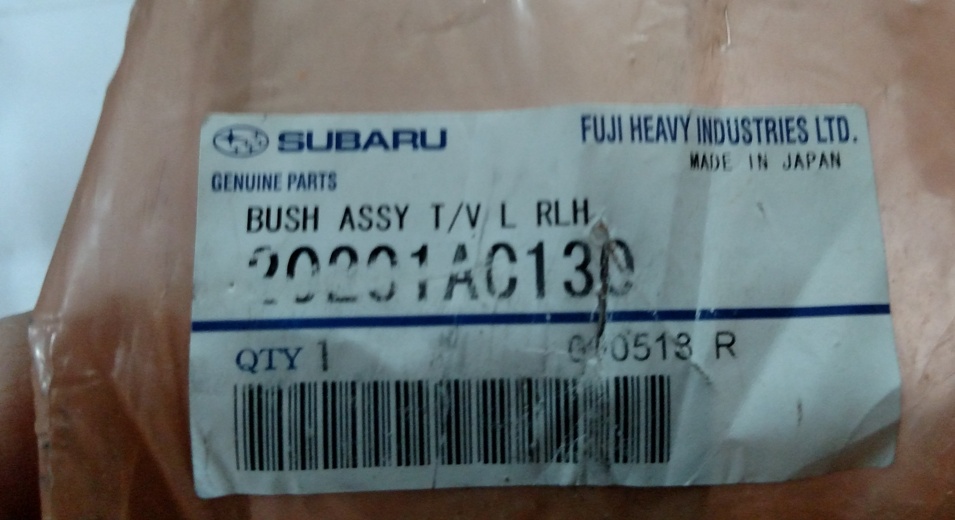 SUBARU FUJI HEAVY INDUSTRIES LTD.
MADE IN JAPAN
GENUINE PARTS
BUSH ASSY T/V L RLH
20201AC130
QTY 1 R